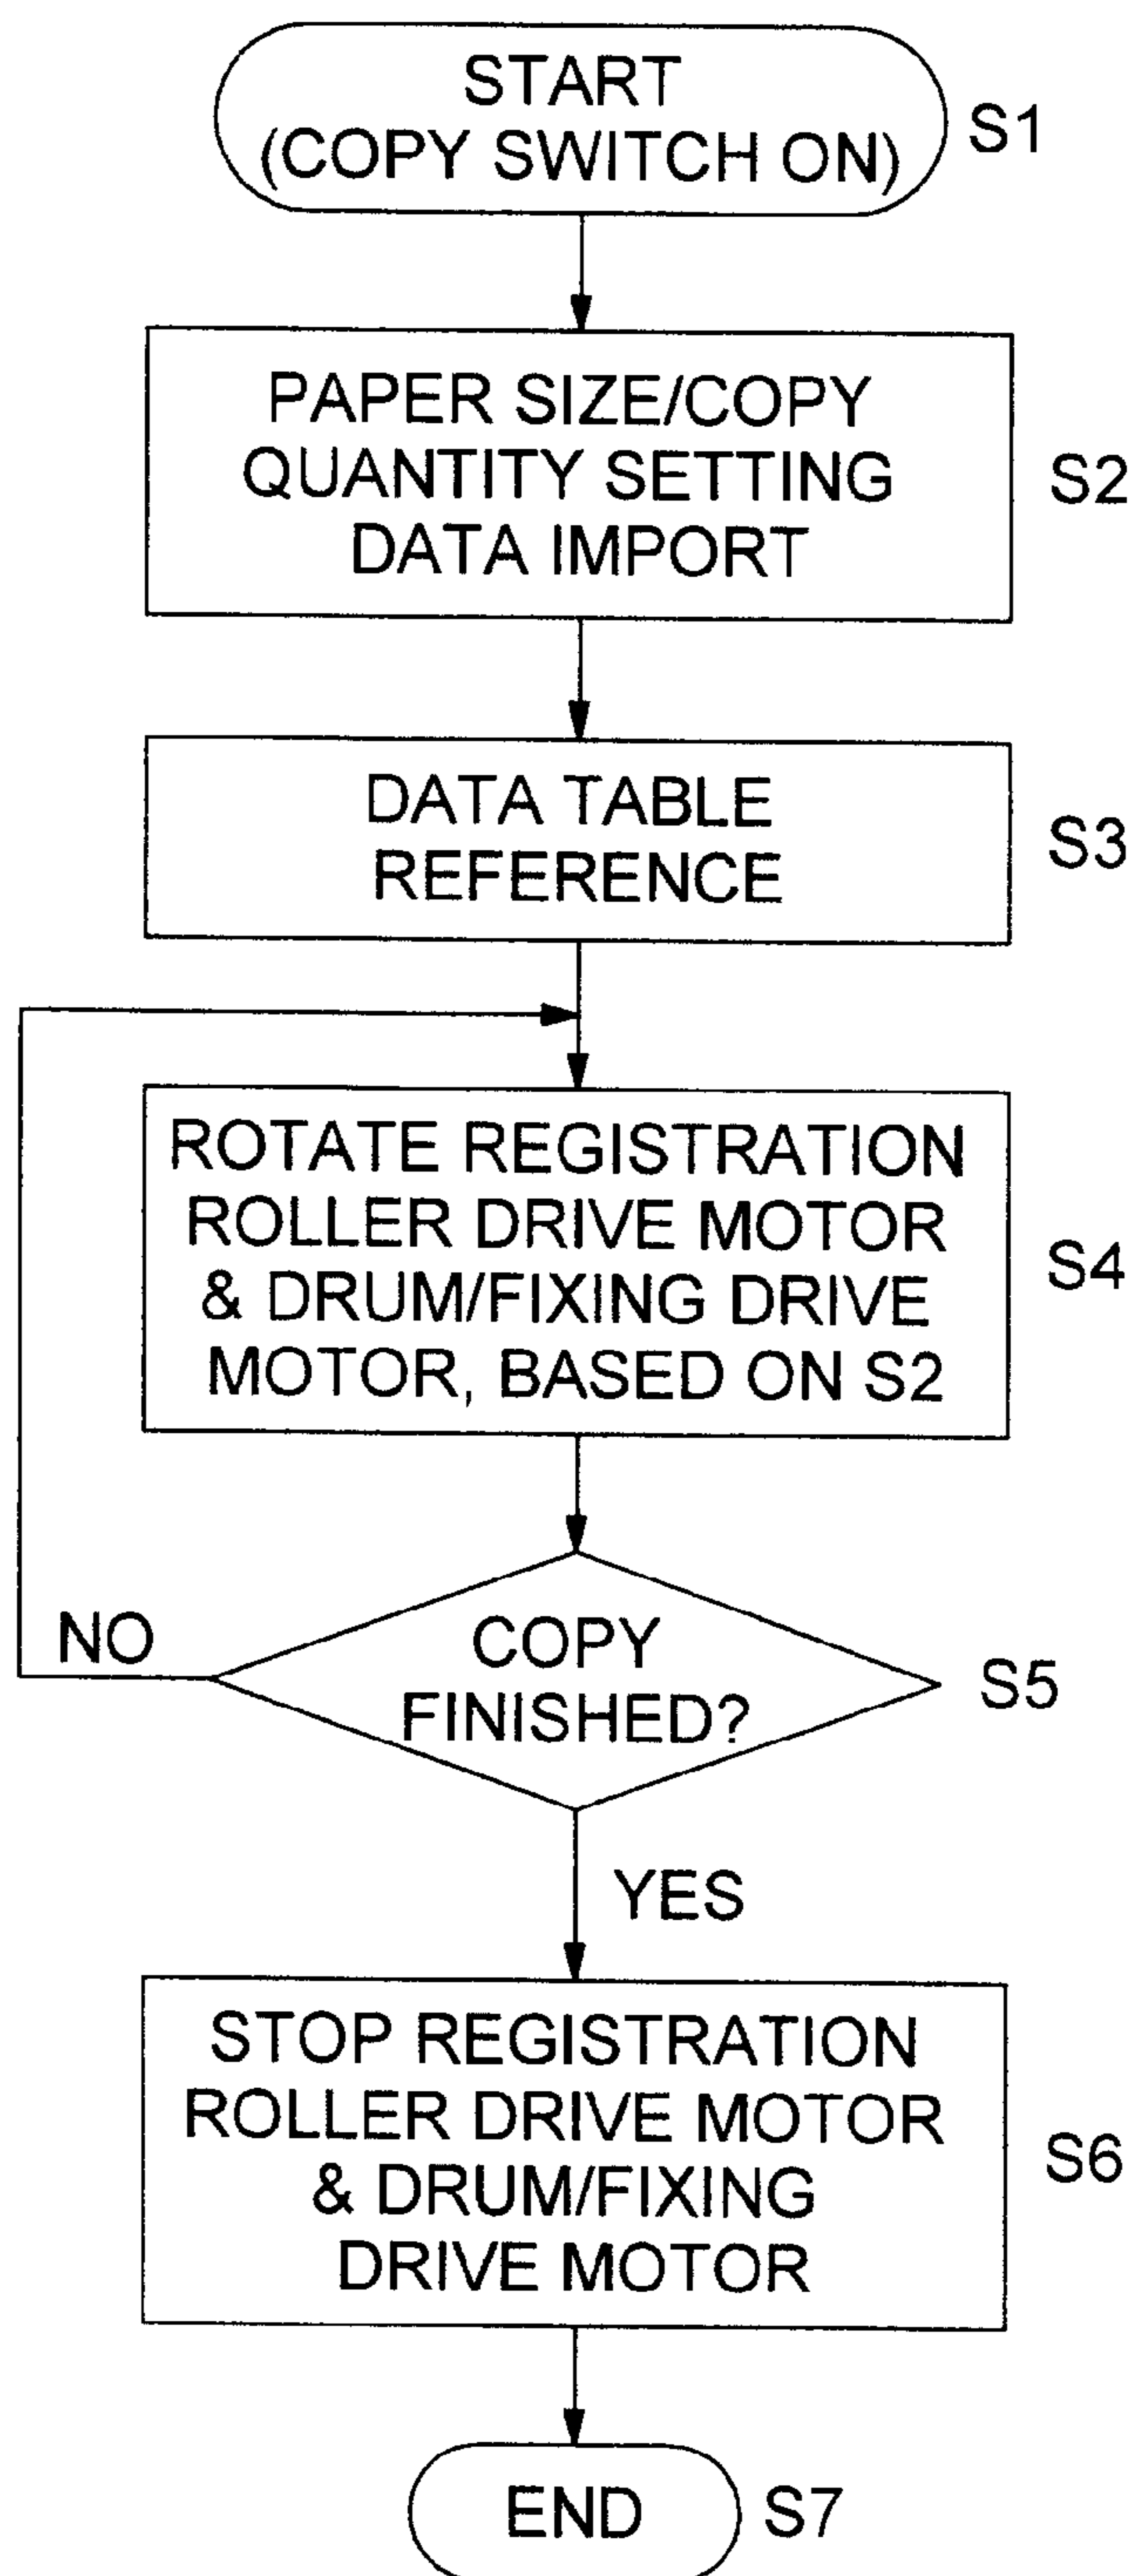 START
(COPY SWITCH ON)
S1
PAPER SIZE/COPY
QUANTITY SETTING
DATA IMPORT
S2
DATA TABLE
REFERENCE
S3
ROTATE REGISTRATION
ROLLER DRIVE MOTOR
& DRUM/FIXING DRIVE
MOTOR, BASED ON S2
S4
COPY
FINISHED?
S5
NO
YES
STOP REGISTRATION
ROLLER DRIVE MOTOR
& DRUM/FIXING
DRIVE MOTOR
S6
END
S7